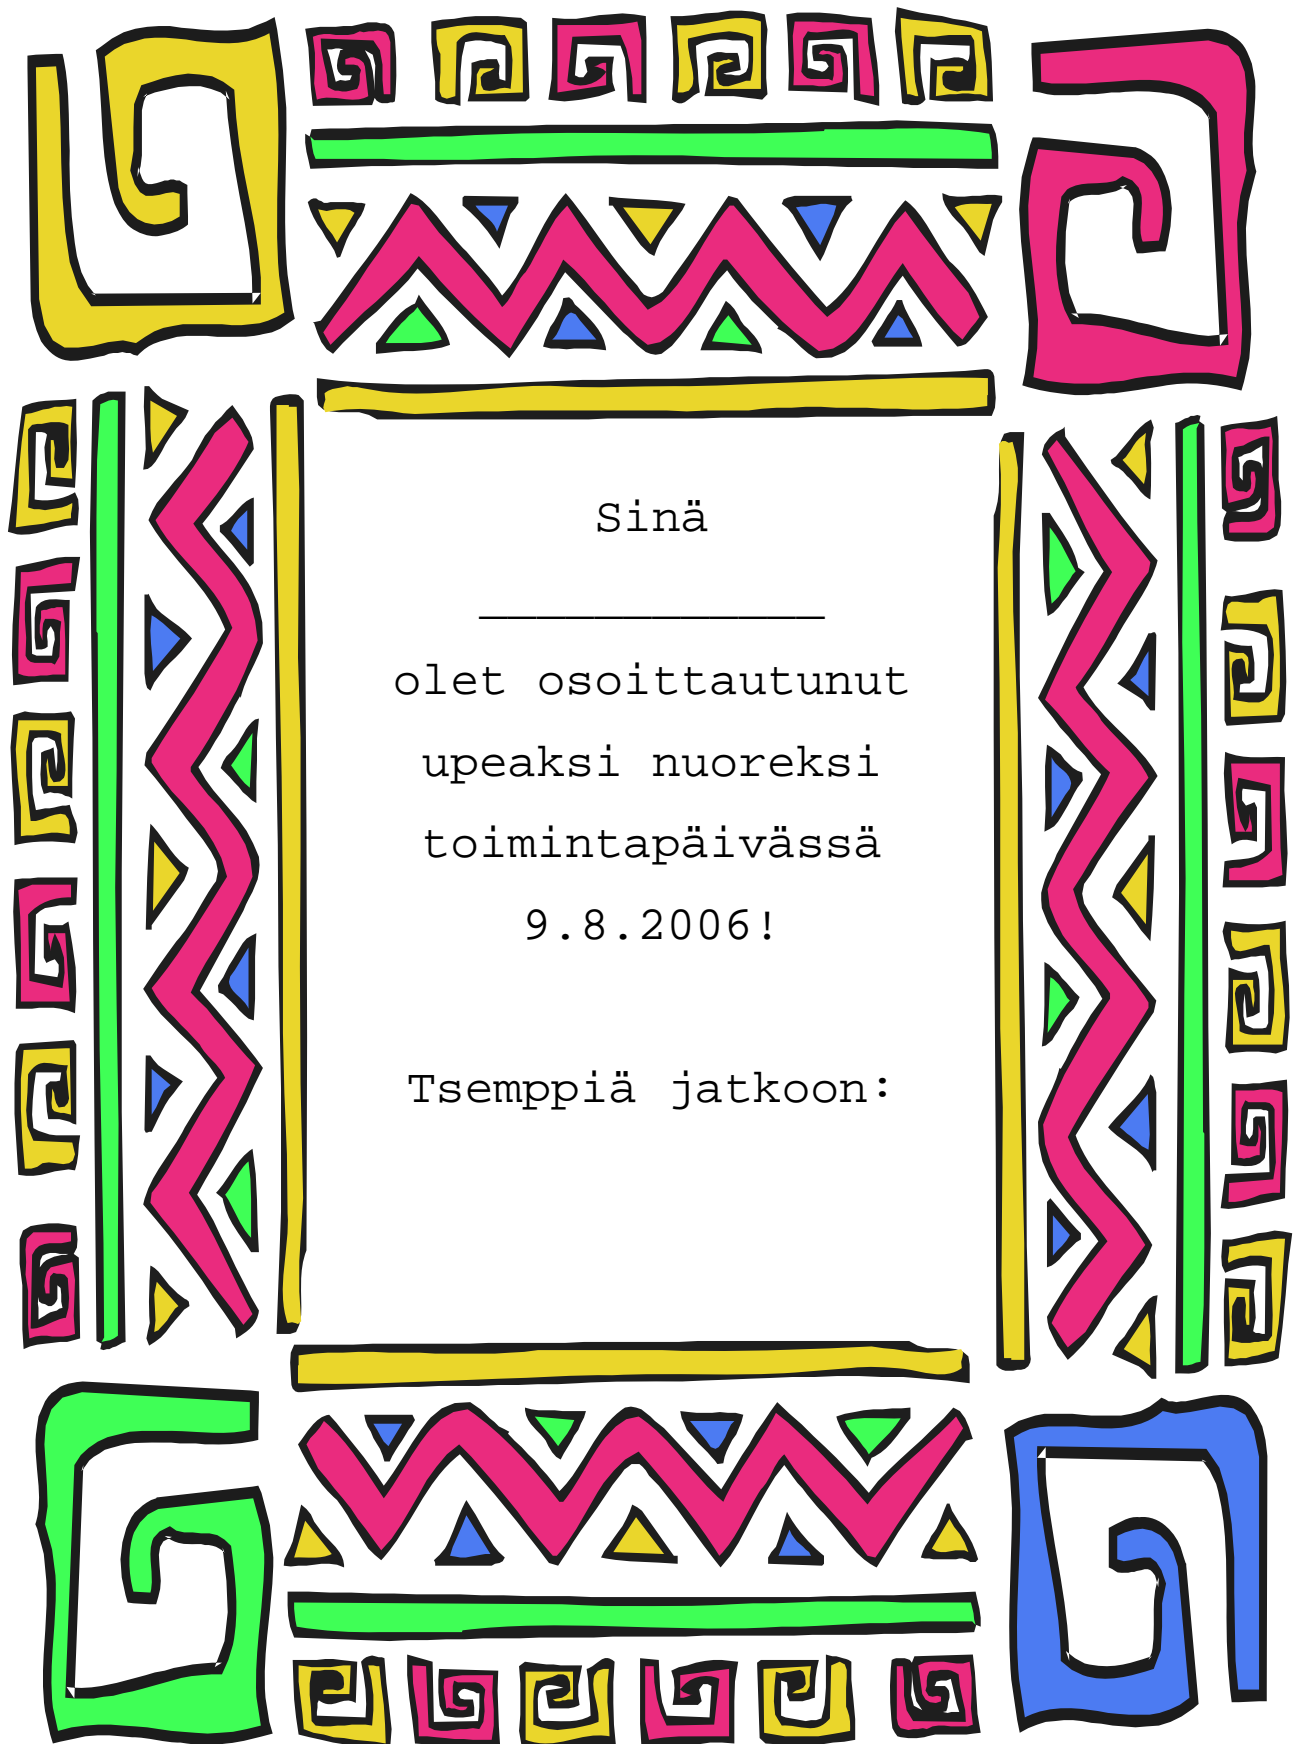 Sinä
____________
olet osoittautunut
upeaksi nuoreksi
toimintapäivässä
9.8.2006!
Tsemppiä jatkoon: